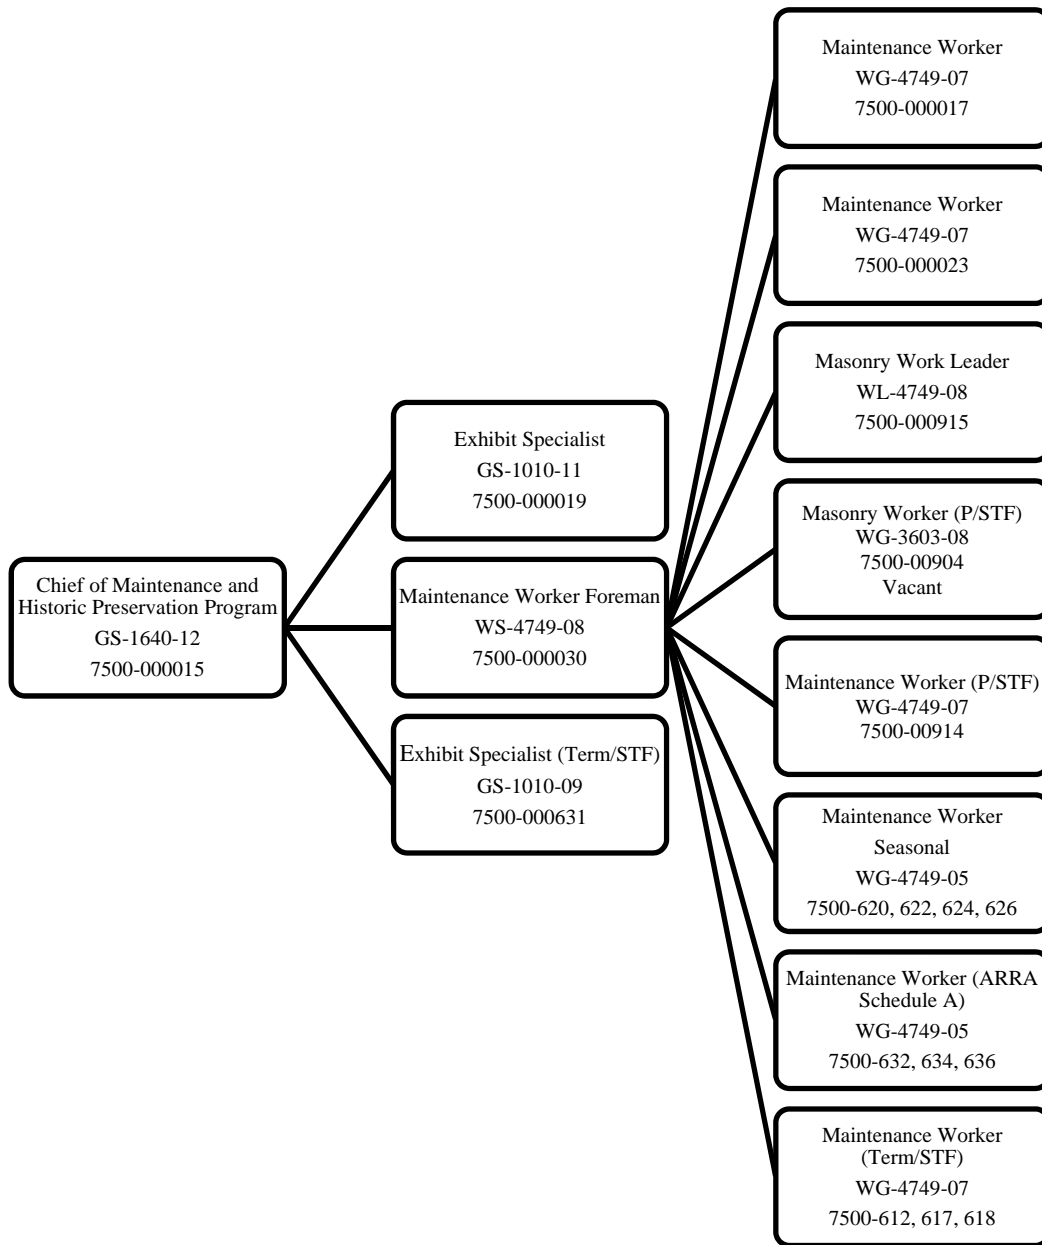 Chief of Maintenance and
Historic Preservation Program
GS-1640-12
7500-000015
Exhibit Specialist
GS-1010-11
7500-000019
Maintenance Worker Foreman
WS-4749-08
7500-000030
Exhibit Specialist (Term/STF)
GS-1010-09
7500-000631
Maintenance Worker
WG-4749-07
7500-000017
Maintenance Worker
WG-4749-07
7500-000023
Masonry Work Leader
WL-4749-08
7500-000915
Masonry Worker (P/STF)
WG-3603-08
7500-00904
Vacant
Maintenance Worker (P/STF)
WG-4749-07
7500-00914
Maintenance Worker
Seasonal
WG-4749-05
7500-620, 622, 624, 626
Maintenance Worker (ARRA
Schedule A)
WG-4749-05
7500-632, 634, 636
Maintenance Worker
(Term/STF)
WG-4749-07
7500-612, 617, 618